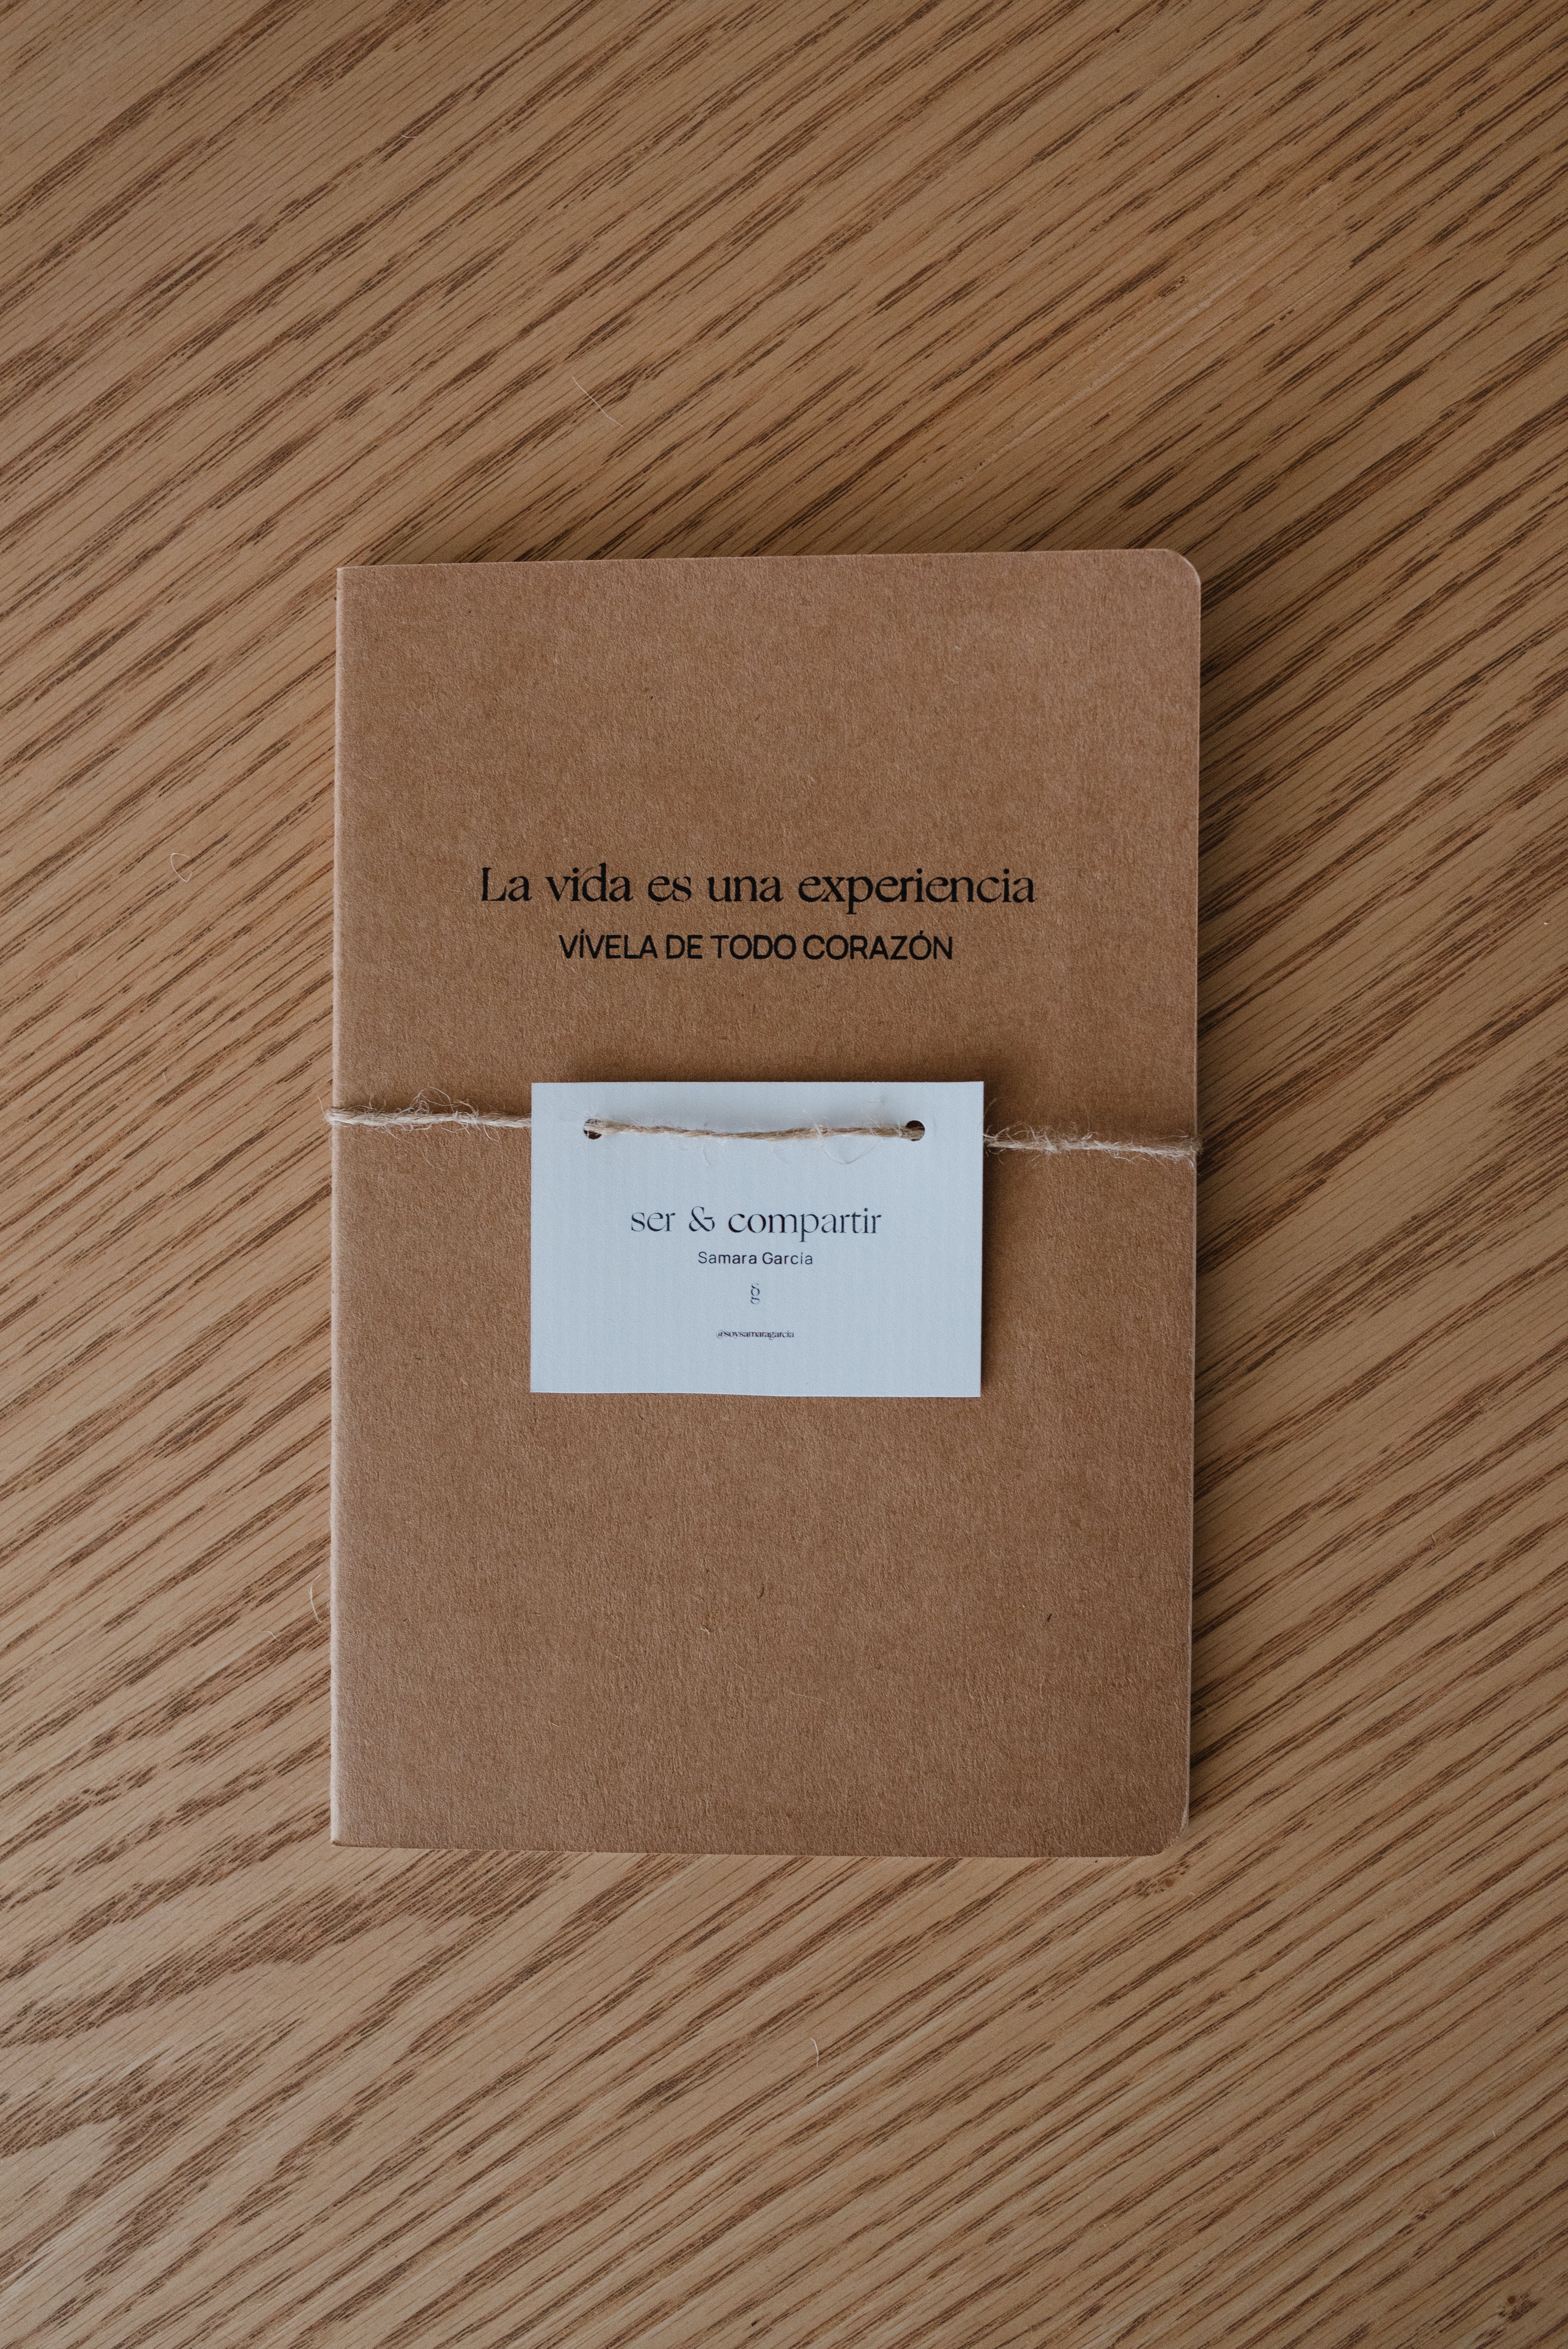 La vida es una experiencia
VÍVELA DE TODO CORAZÓN
ser & compartir
Samara García
@soysamaragarcia